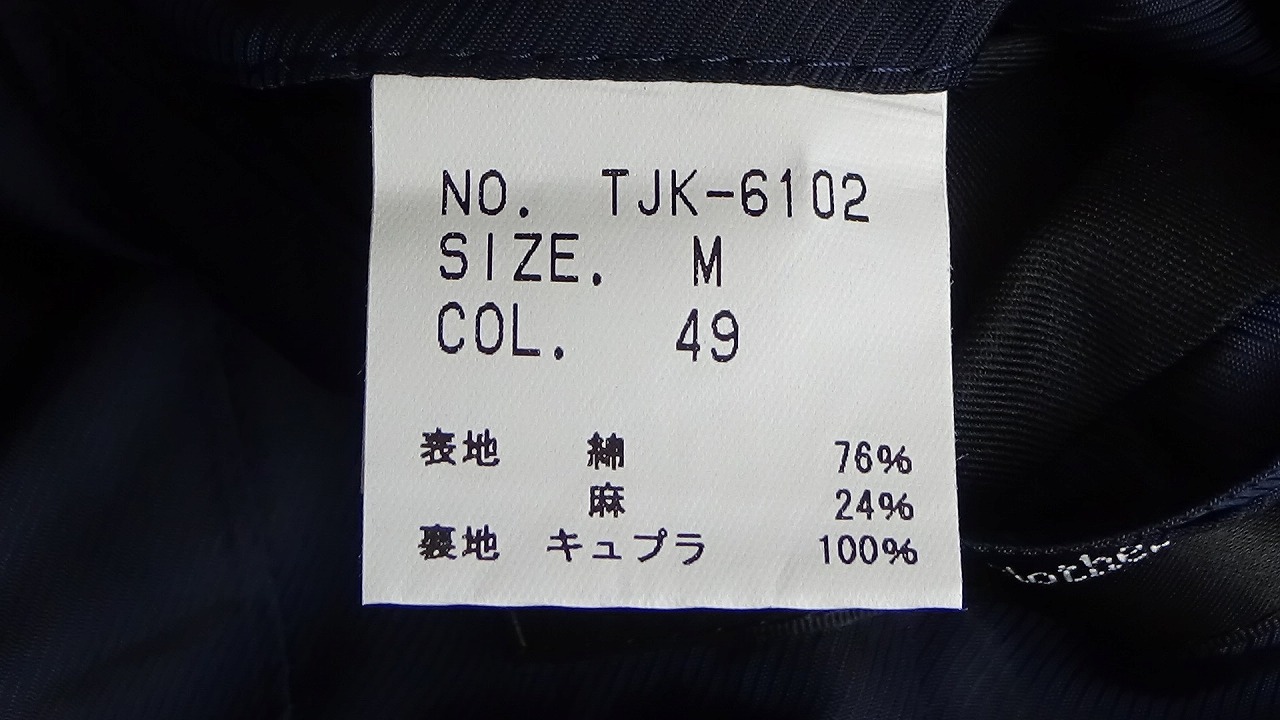 NO. TJK-6102
SIZE. M
COL. 49
表地 綿 76%
麻 24%
裏地 キュプラ 100%